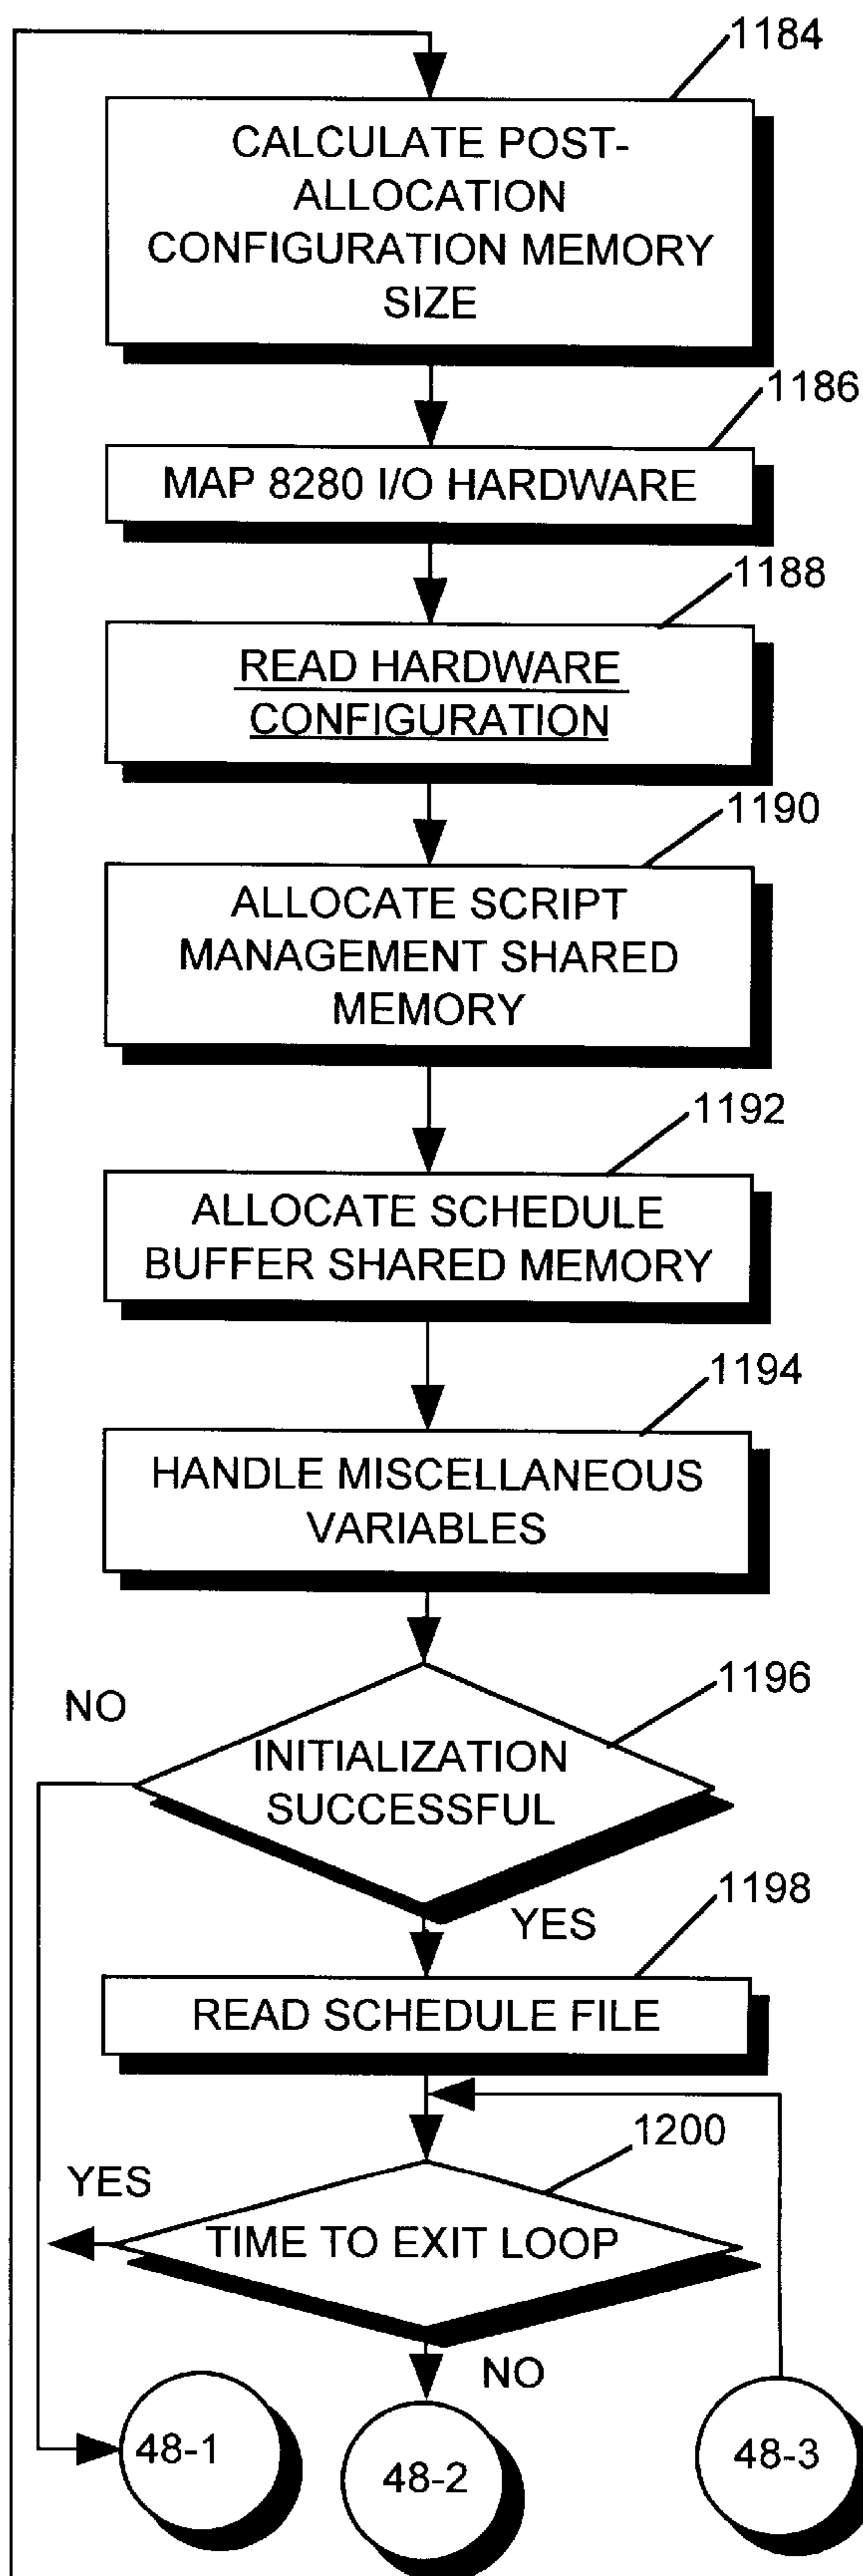 1184
CALCULATE POST-
ALLOCATION
CONFIGURATION MEMORY
SIZE
1186
MAP 8280 I/O HARDWARE
1188
READ HARDWARE
CONFIGURATION
1190
ALLOCATE SCRIPT
MANAGEMENT SHARED
MEMORY
1192
ALLOCATE SCHEDULE
BUFFER SHARED MEMORY
1194
HANDLE MISCELLANEOUS
VARIABLES
1196
NO
INITIALIZATION
SUCCESSFUL
1198
YES
READ SCHEDULE FILE
1200
YES
TIME TO EXIT LOOP
NO
48-1
48-2
48-3